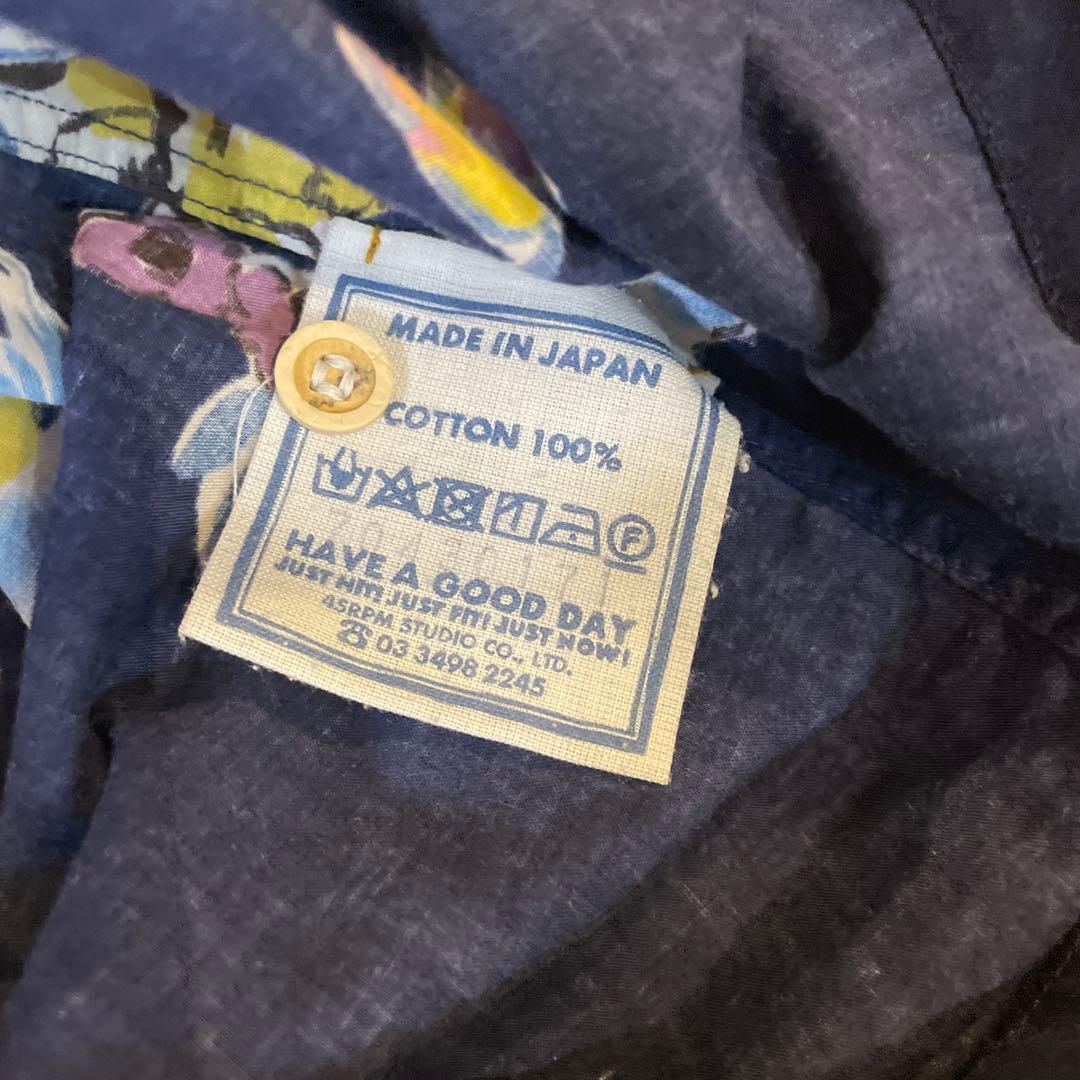 MADE IN JAPAN
COTTON 100%
F
HAVE A GOOD DAY
JUST HIT! JUST FIT! JUST NOW!
45RPM STUDIO CO., LTD.
☎ 03 3498 2245